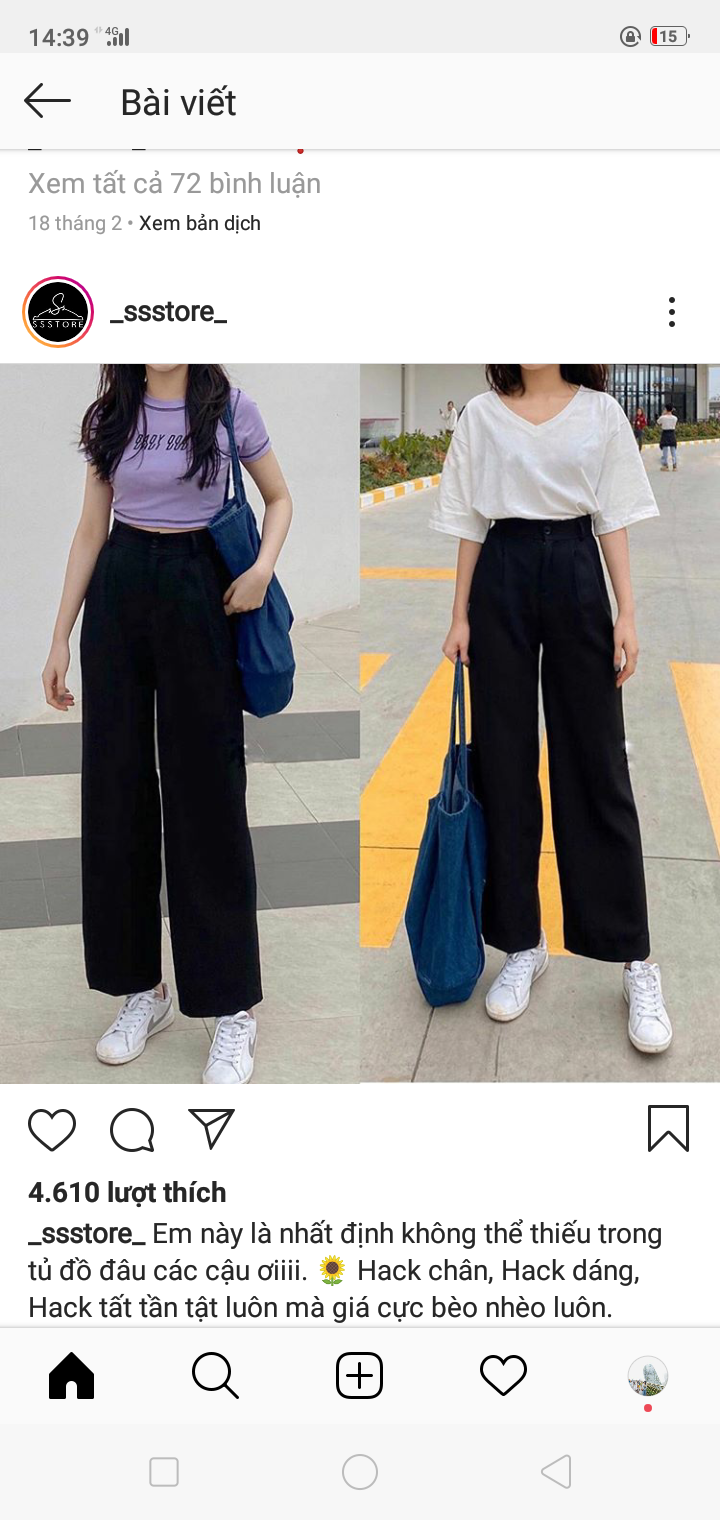 14:39 4G 15
Bài viết
Xem tất cả 72 bình luận
18 tháng 2 • Xem bản dịch
SSSTORE
_ssstore_
4.610 lượt thích
_ssstore_ Em này là nhất định không thể thiếu trong
tủ đồ đâu các cậu ơiiii. 🌻 Hack chân, Hack dáng,
Hack tất tần tật luôn mà giá cực bèo nhèo luôn.